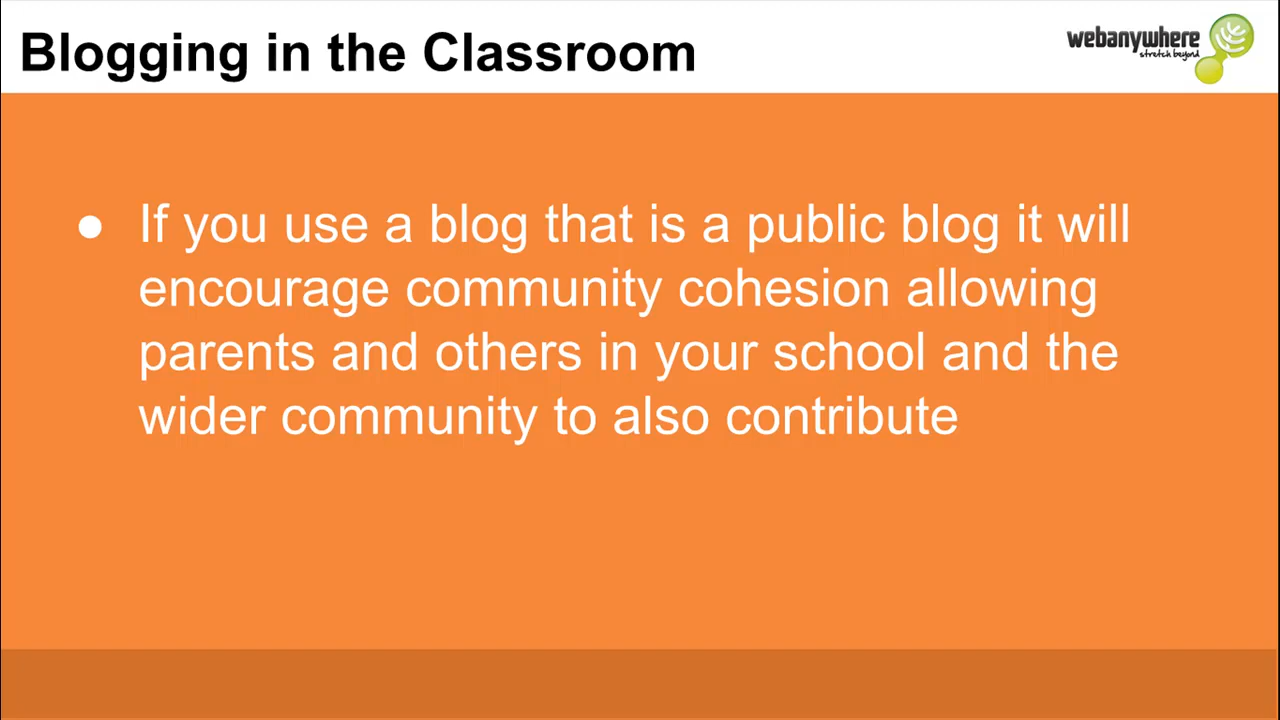 Blogging in the Classroom
webanywhere
stretch beyond
● If you use a blog that is a public blog it will
encourage community cohesion allowing
parents and others in your school and the
wider community to also contribute